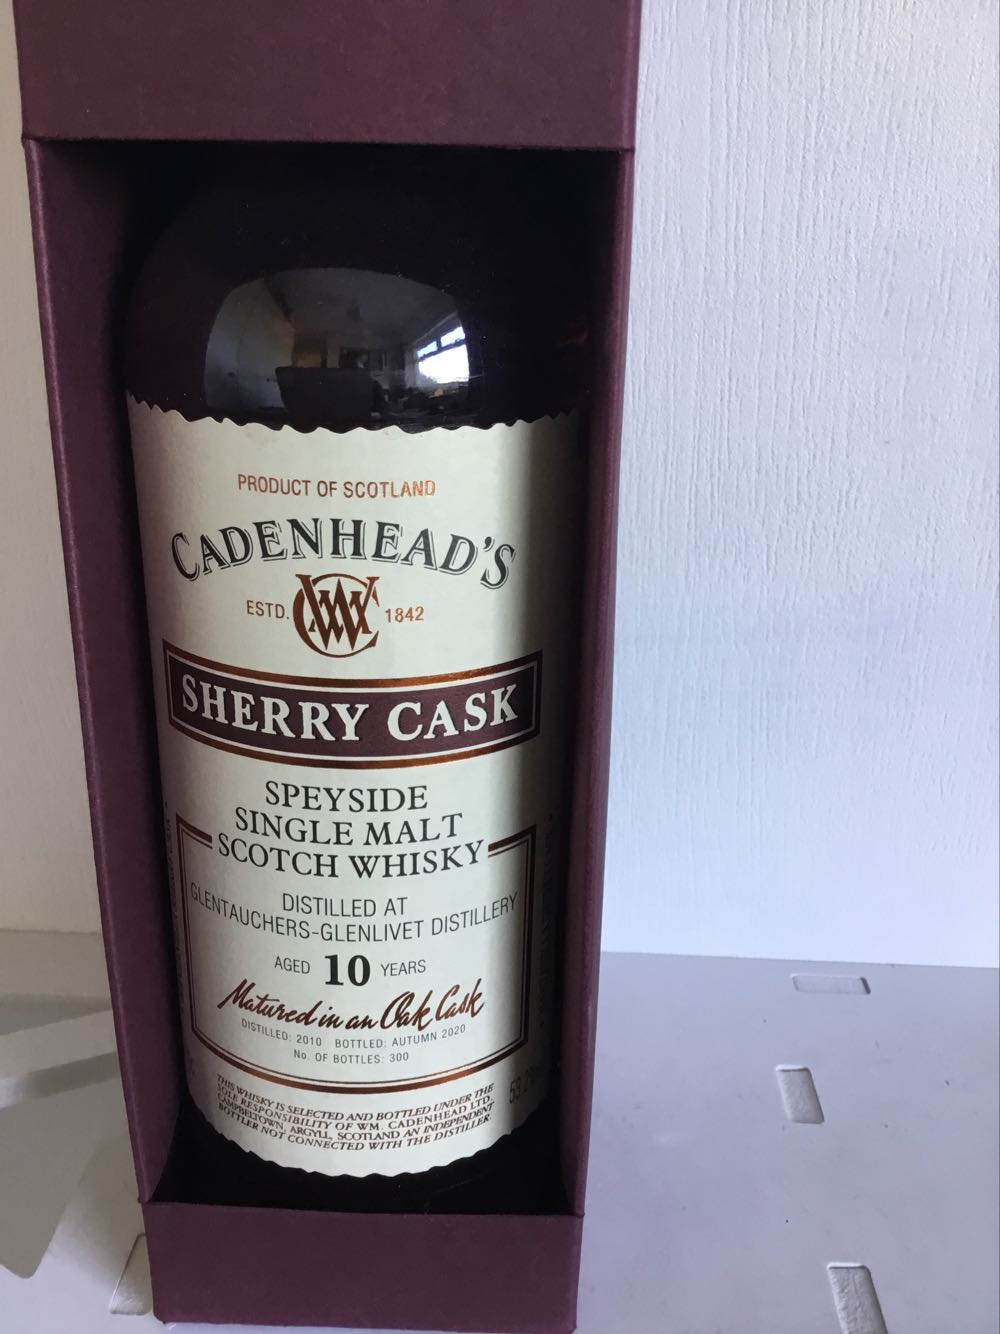 PRODUCT OF SCOTLAND
CADENHEAD'S
ESTD. WC 1842
SHERRY CASK
SPEYSIDE
SINGLE MALT
SCOTCH WHISKY
DISTILLED AT
GLENTAUCHERS-GLENLIVET DISTILLERY
AGED 10 YEARS
Matured in an Oak Cask
DISTILLED: 2010 BOTTLED: AUTUMN 2020
No. OF BOTTLES: 300
THIS WHISKY IS SELECTED AND BOTTLED UNDER THE
SOLE RESPONSIBILITY OF WM. CADENHEAD LTD.
CAMPBELTOWN, ARGYLL, SCOTLAND AN INDEPENDENT
BOTTLER NOT CONNECTED WITH THE DISTILLER.